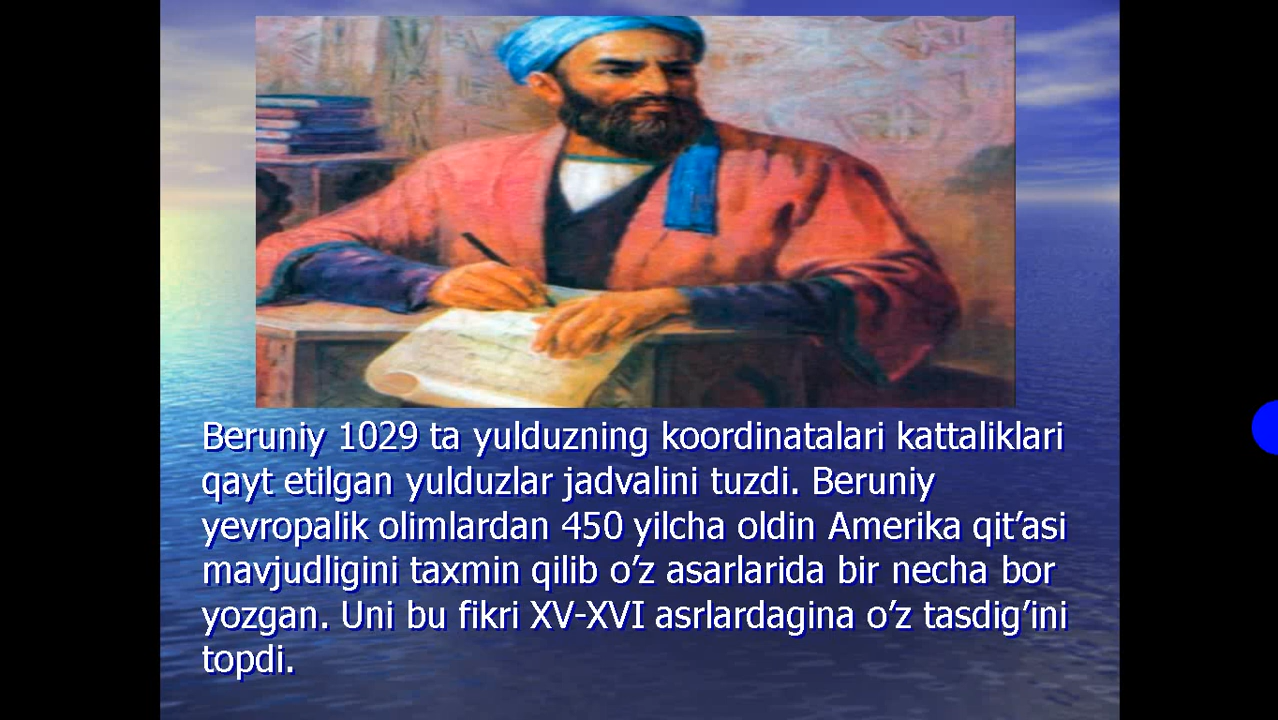 Beruniy 1029 ta yulduzning koordinatalari kattaliklari
qayt etilgan yulduzlar jadvalini tuzdi. Beruniy
yevropalik olimlardan 450 yilcha oldin Amerika qit’asi
mavjudligini taxmin qilib o’z asarlarida bir necha bor
yozgan. Uni bu fikri XV-XVI asrlardagina o’z tasdig’ini
topdi.